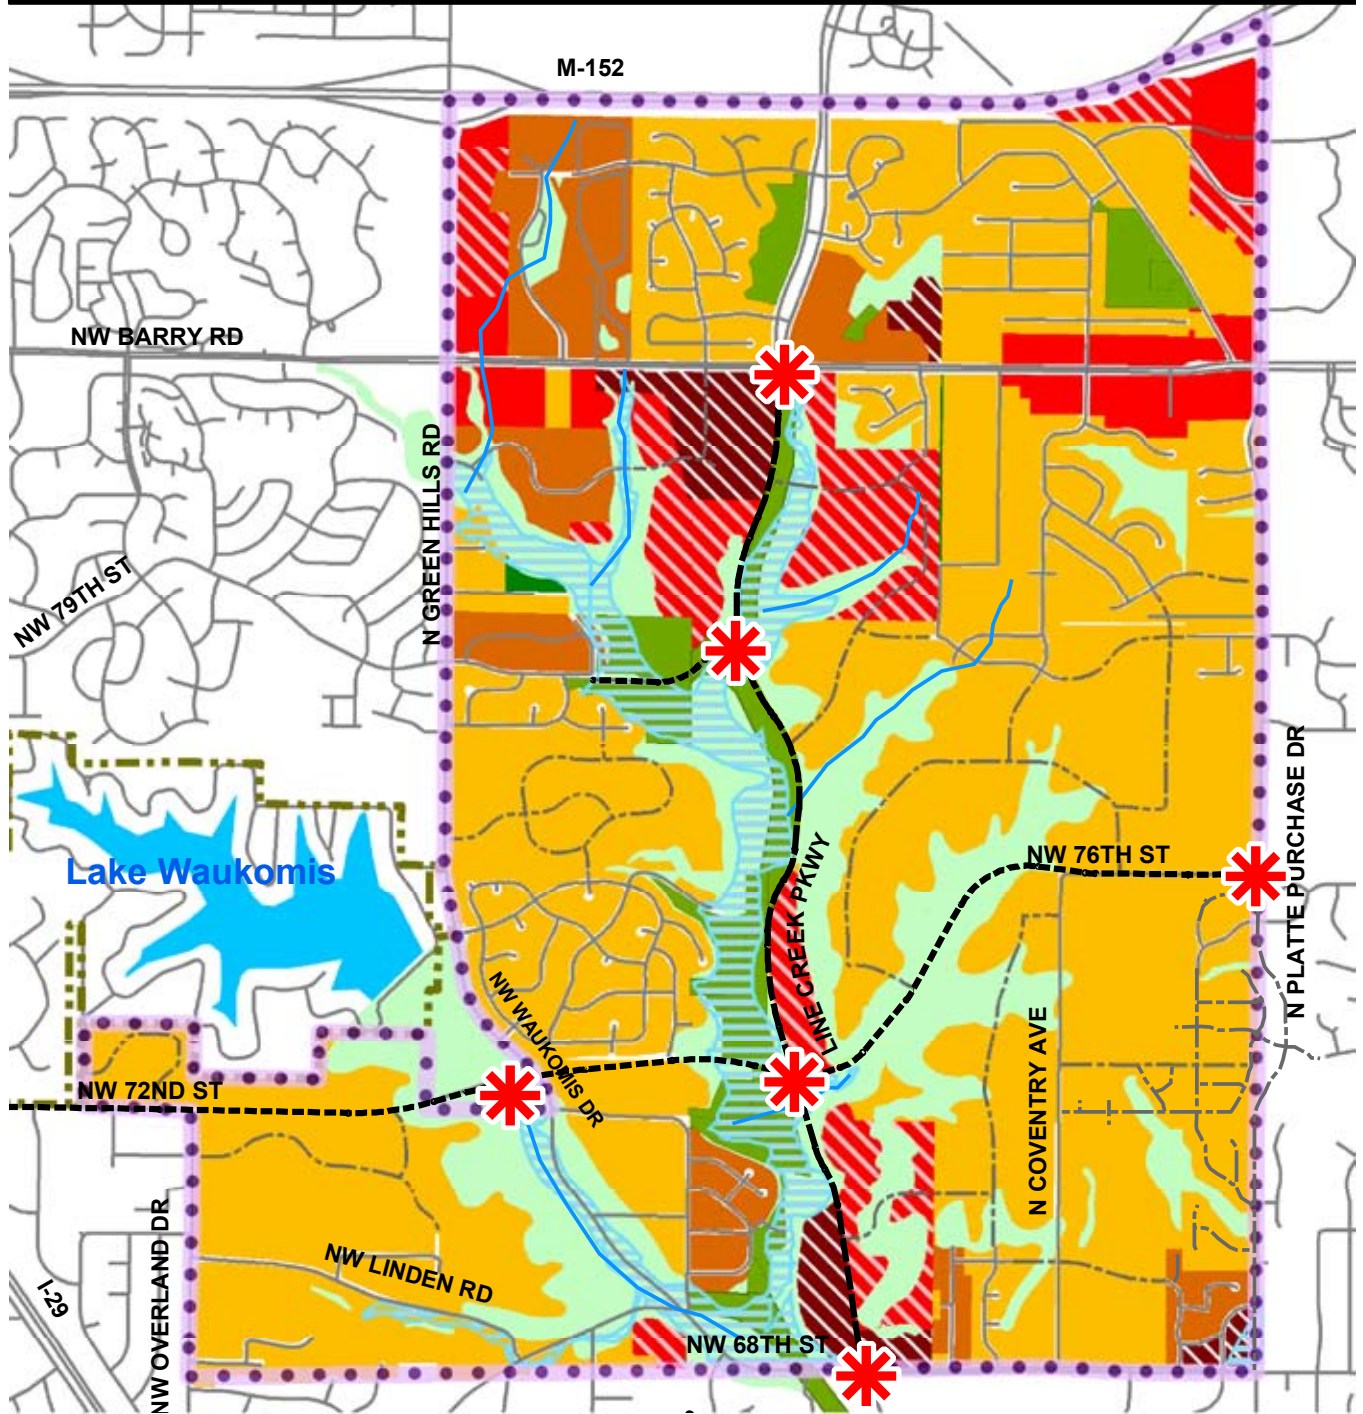 M-152
NW BARRY RD
N GREEN HILLS RD
NW 79TH ST
N PLATTE PURCHASE DR
LINE CREEK PKWY
NW 76TH ST
Lake Waukomis
NW WAUKOMIS DR
N COVENTRY AVE
NW 72ND ST
NW OVERLAND DR
NW LINDEN RD
I-29
NW 68TH ST